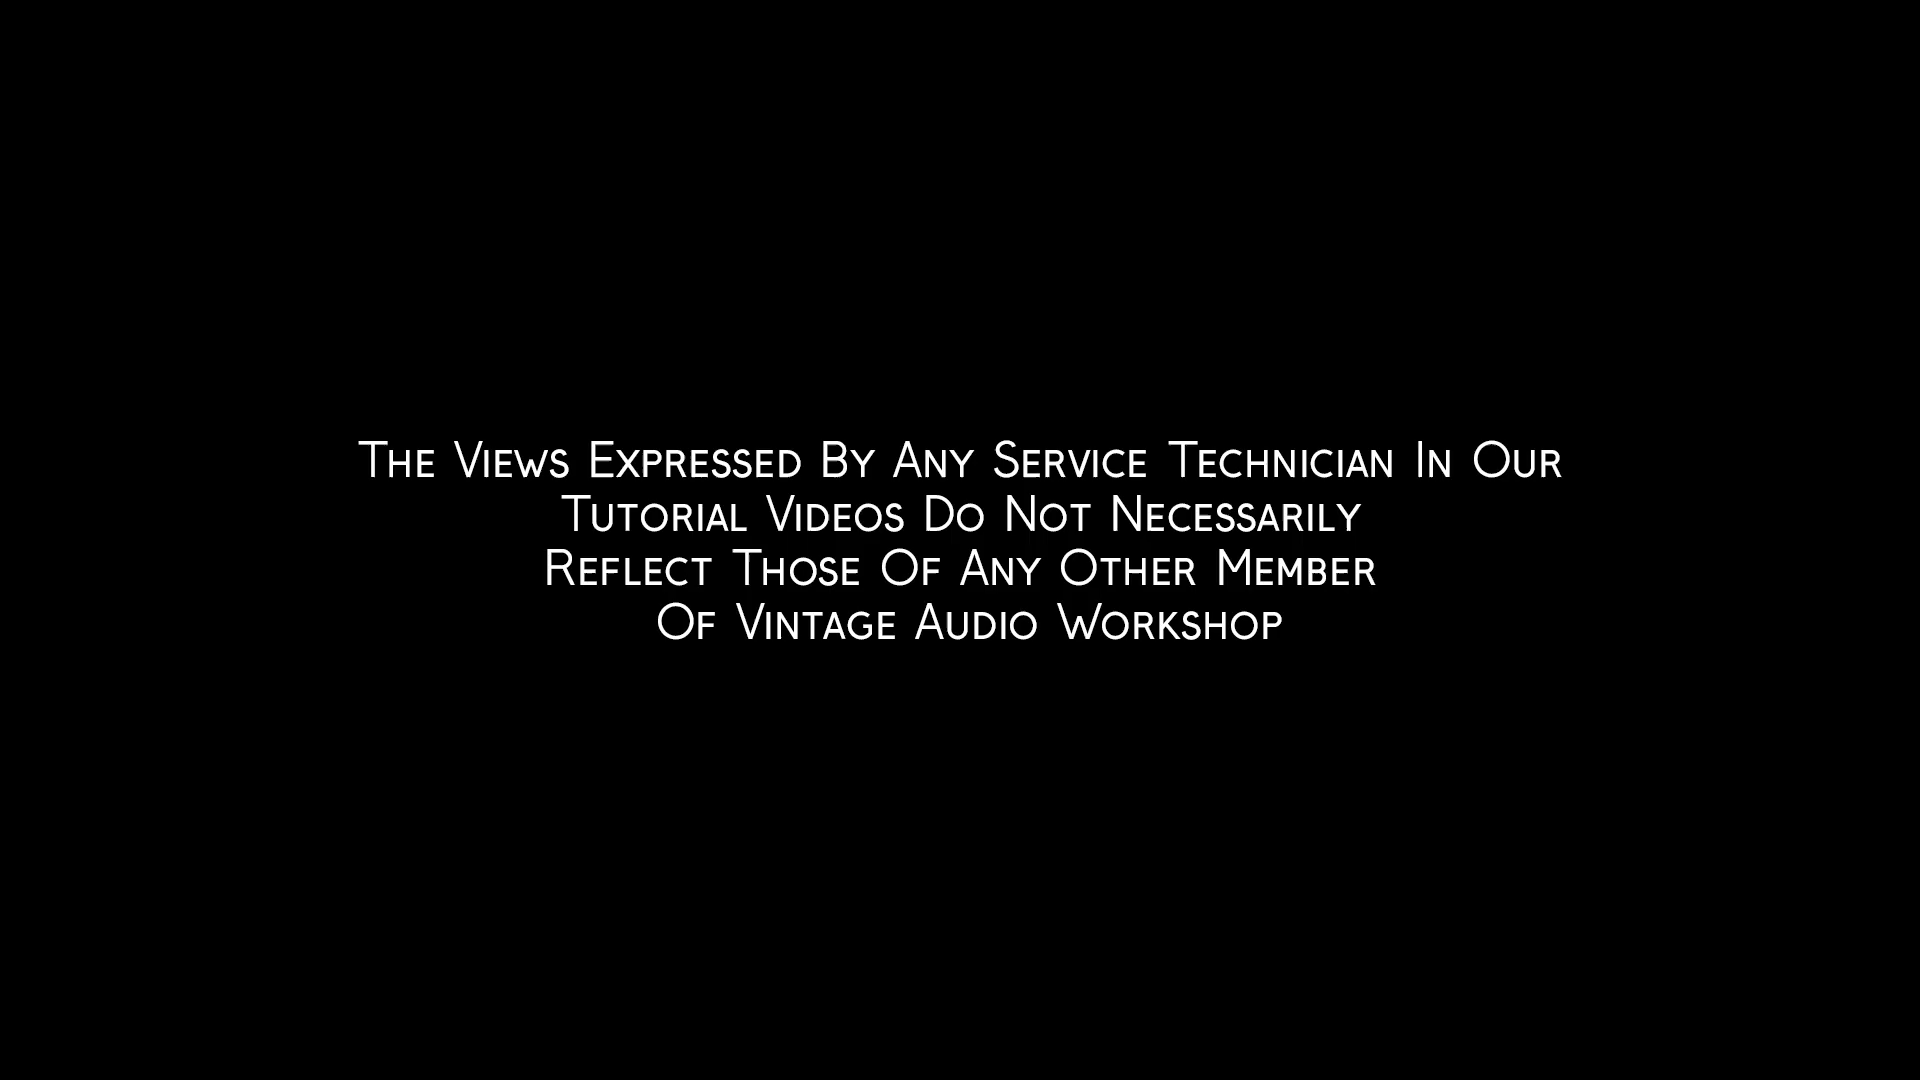 The Views Expressed By Any Service Technician In Our
Tutorial Videos Do Not Necessarily
Reflect Those Of Any Other Member
Of Vintage Audio Workshop